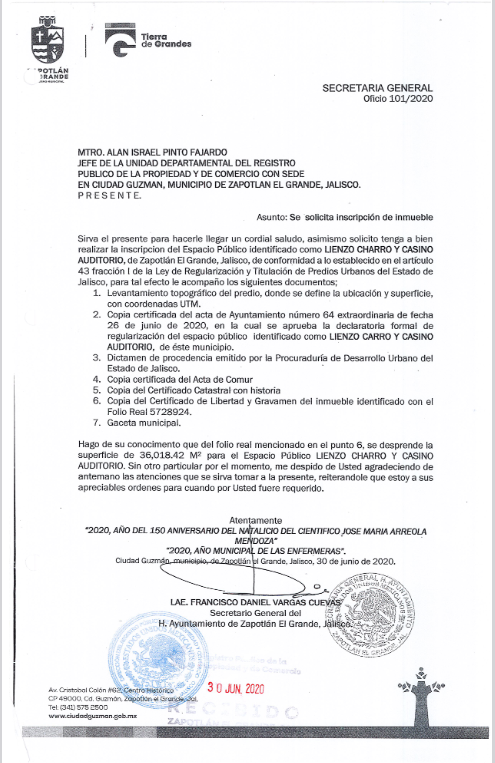 Tierra
de Grandes
ZAPOTLÁN
GRANDE
SECRETARIA GENERAL
Oficio 101/2020
MTRO. ALAN ISRAEL PINTO FAJARDO
JEFE DE LA UNIDAD DEPARTAMENTAL DEL REGISTRO
PUBLICO DE LA PROPIEDAD Y DE COMERCIO CON SEDE
EN CIUDAD GUZMAN, MUNICIPIO DE ZAPOTLAN EL GRANDE, JALISCO.
P R E S E N T E.
Asunto: Se solicita inscripción de inmueble
Sirva el presente para hacerle llegar un cordial saludo, asimismo solicito tenga a bien
realizar la inscripcion del Espacio Público identificado como LIENZO CHARRO Y CASINO
AUDITORIO, de Zapotlán El Grande, Jalisco, de conformidad a lo establecido en el artículo
43 fracción I de la Ley de Regularización y Titulación de Predios Urbanos del Estado de
Jalisco, para tal efecto le acompaño los siguientes documentos;
1. Levantamiento topográfico del predio, donde se define la ubicación y superficie,
con coordenadas UTM.
2. Copia certificada del acta de Ayuntamiento número 64 extraordinaria de fecha
26 de junio de 2020, en la cual se aprueba la declaratoria formal de
regularización del espacio público identificado como LIENZO CARRO Y CASINO
AUDITORIO, de éste municipio.
3. Dictamen de procedencia emitido por la Procuraduría de Desarrollo Urbano del
Estado de Jalisco.
4. Copia certificada del Acta de Comur
5. Copia del Certificado Catastral con historia
6. Copia del Certificado de Libertad y Gravamen del inmueble identificado con el
Folio Real 5728924.
7. Gaceta municipal.
Hago de su conocimiento que del folio real mencionado en el punto 6, se desprende la
superficie de 36,018.42 M² para el Espacio Público LIENZO CHARRO Y CASINO
AUDITORIO. Sin otro particular por el momento, me despido de Usted agradeciendo de
antemano las atenciones que se sirva tomar a la presente, reiterandole que estoy a sus
apreciables ordenes para cuando por Usted fuere requerido.
Atentamente
"2020, AÑO DEL 150 ANIVERSARIO DEL NATALICIO DEL CIENTIFICO JOSE MARIA ARREOLA
MENDOZA"
"2020, AÑO MUNICIPAL DE LAS ENFERMERAS".
Ciudad Guzmán, municipio de Zapotlán el Grande, Jalisco, 30 de junio de 2020.
LAE. FRANCISCO DANIEL VARGAS CUEVAS
Secretario General del
H. Ayuntamiento de Zapotlán El Grande, Jalisco.
30 JUN, 2020
RECIBIDO
ZAPOTLAN
Av. Cristobal Colón #62, Centro Histórico
CP 49000, Cd. Guzmán, Zapotlán el Grande, Jal.
Tel: (341) 575 2500
www.ciudadguzman.gob.mx